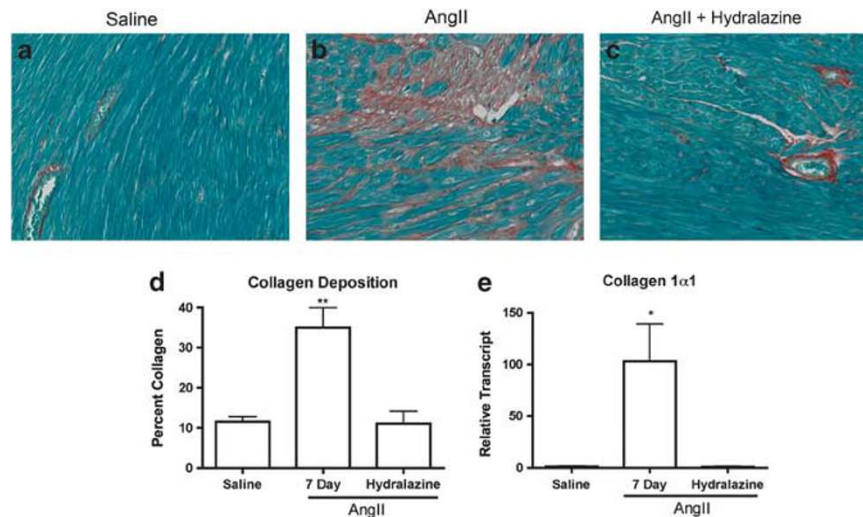 Saline
AngII
AngII + Hydralazine
a
b
c
d
Collagen Deposition
**
Percent Collagen
40
30
20
10
0
Saline
7 Day
Hydralazine
AngII
e
Collagen 1α1
*
Relative Transcript
150
100
50
0
Saline
7 Day
Hydralazine
AngII